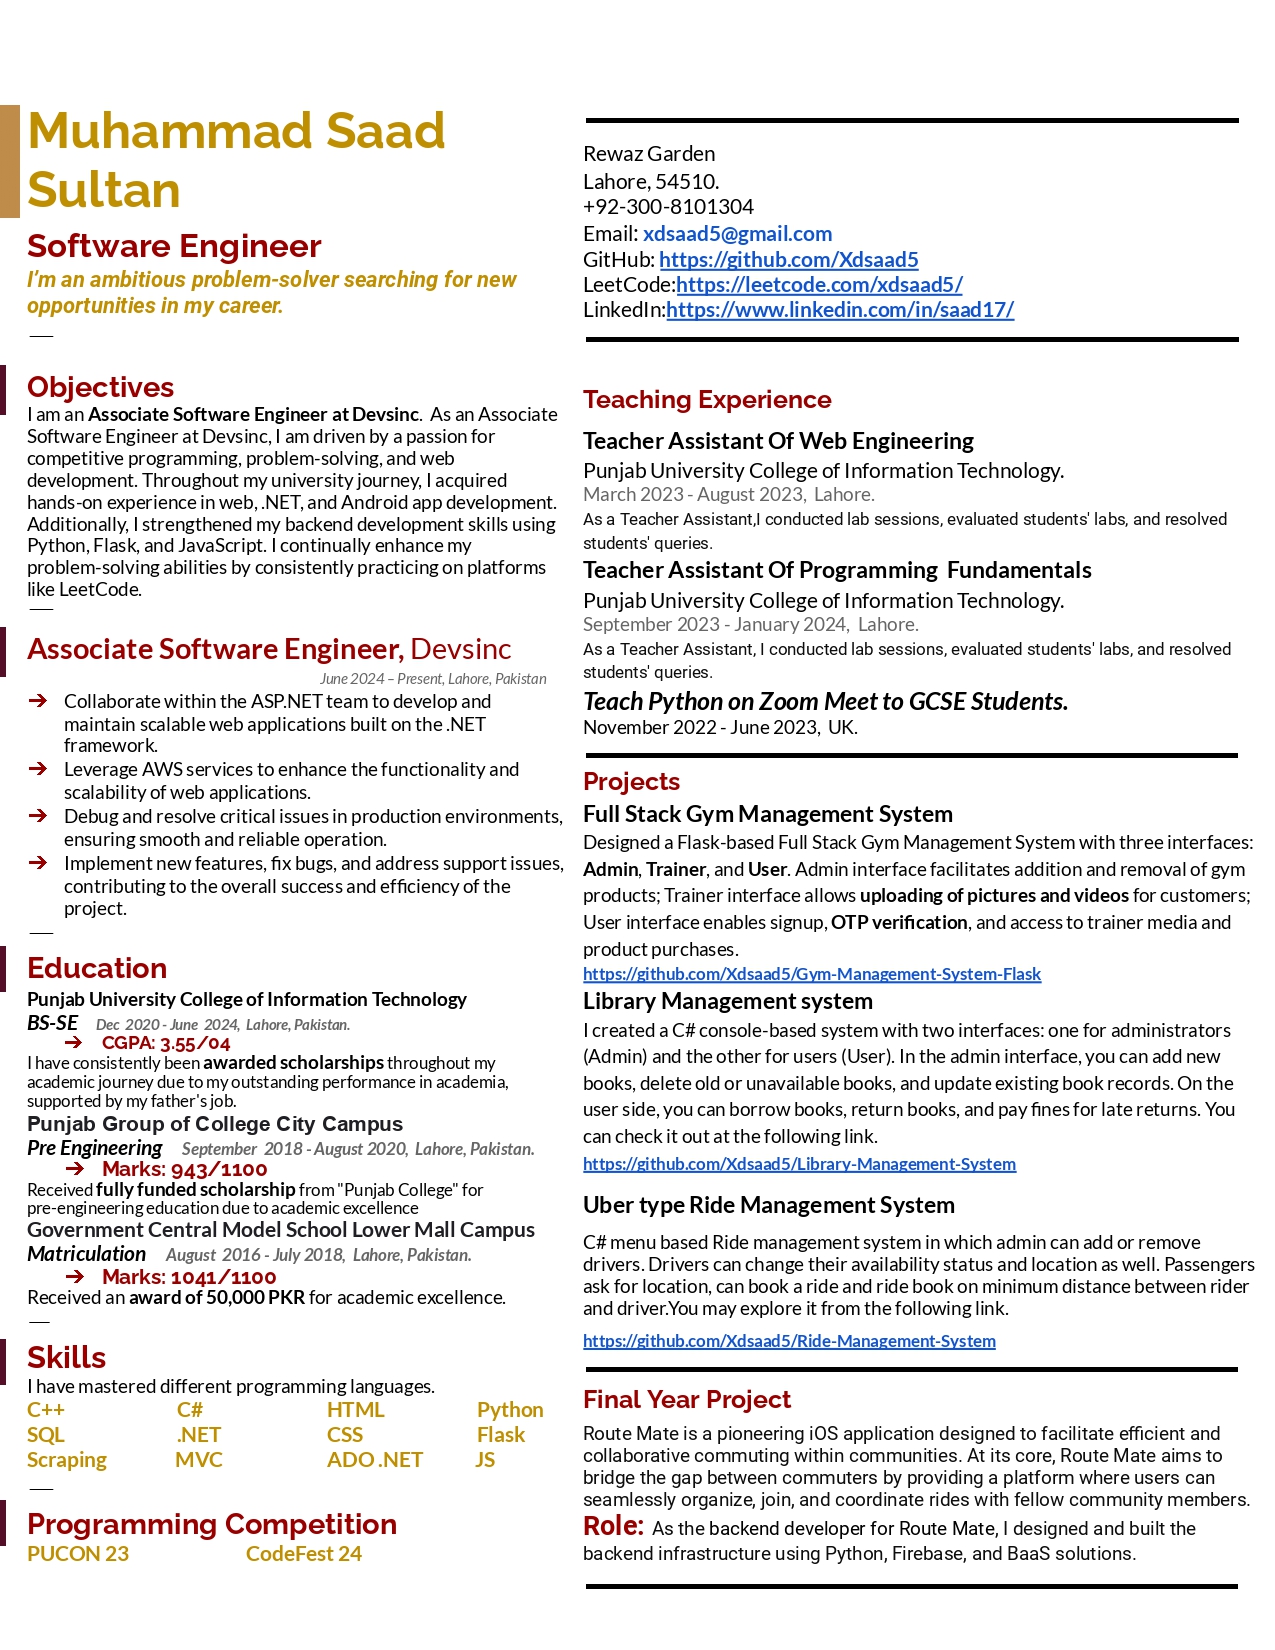 Muhammad Saad
Sultan
Software Engineer
I'm an ambitious problem-solver searching for new
opportunities in my career.
Objectives
I am an Associate Software Engineer at Devsinc. As an Associate
Software Engineer at Devsinc, I am driven by a passion for
competitive programming, problem-solving, and web
development. Throughout my university journey, I acquired
hands-on experience in web, .NET, and Android app development.
Additionally, I strengthened my backend development skills using
Python, Flask, and JavaScript. I continually enhance my
problem-solving abilities by consistently practicing on platforms
like LeetCode.
Associate Software Engineer, Devsinc
June 2024 – Present, Lahore, Pakistan
➔ Collaborate within the ASP.NET team to develop and
maintain scalable web applications built on the .NET
framework.
➔ Leverage AWS services to enhance the functionality and
scalability of web applications.
➔ Debug and resolve critical issues in production environments,
ensuring smooth and reliable operation.
➔ Implement new features, fix bugs, and address support issues,
contributing to the overall success and efficiency of the
project.
Education
Punjab University College of Information Technology
BS-SE Dec 2020 - June 2024, Lahore, Pakistan.
➔ CGPA: 3.55/04
I have consistently been awarded scholarships throughout my
academic journey due to my outstanding performance in academia,
supported by my father's job.
Punjab Group of College City Campus
Pre Engineering September 2018 - August 2020, Lahore, Pakistan.
➔ Marks: 943/1100
Received fully funded scholarship from "Punjab College" for
pre-engineering education due to academic excellence
Government Central Model School Lower Mall Campus
Matriculation August 2016 - July 2018, Lahore, Pakistan.
➔ Marks: 1041/1100
Received an award of 50,000 PKR for academic excellence.
Skills
I have mastered different programming languages.
C++ C# HTML Python
SQL .NET CSS Flask
Scraping MVC ADO .NET JS
Programming Competition
PUCON 23 CodeFest 24
Rewaz Garden
Lahore, 54510.
+92-300-8101304
Email: xdsaad5@gmail.com
GitHub: https://github.com/Xdsaad5
LeetCode:https://leetcode.com/xdsaad5/
LinkedIn:https://www.linkedin.com/in/saad17/
Teaching Experience
Teacher Assistant Of Web Engineering
Punjab University College of Information Technology.
March 2023 - August 2023, Lahore.
As a Teacher Assistant,I conducted lab sessions, evaluated students' labs, and resolved
students' queries.
Teacher Assistant Of Programming Fundamentals
Punjab University College of Information Technology.
September 2023 - January 2024, Lahore.
As a Teacher Assistant, I conducted lab sessions, evaluated students' labs, and resolved
students' queries.
Teach Python on Zoom Meet to GCSE Students.
November 2022 - June 2023, UK.
Projects
Full Stack Gym Management System
Designed a Flask-based Full Stack Gym Management System with three interfaces:
Admin, Trainer, and User. Admin interface facilitates addition and removal of gym
products; Trainer interface allows uploading of pictures and videos for customers;
User interface enables signup, OTP verification, and access to trainer media and
product purchases.
https://github.com/Xdsaad5/Gym-Management-System-Flask
Library Management system
I created a C# console-based system with two interfaces: one for administrators
(Admin) and the other for users (User). In the admin interface, you can add new
books, delete old or unavailable books, and update existing book records. On the
user side, you can borrow books, return books, and pay fines for late returns. You
can check it out at the following link.
https://github.com/Xdsaad5/Library-Management-System
Uber type Ride Management System
C# menu based Ride management system in which admin can add or remove
drivers. Drivers can change their availability status and location as well. Passengers
ask for location, can book a ride and ride book on minimum distance between rider
and driver.You may explore it from the following link.
https://github.com/Xdsaad5/Ride-Management-System
Final Year Project
Route Mate is a pioneering iOS application designed to facilitate efficient and
collaborative commuting within communities. At its core, Route Mate aims to
bridge the gap between commuters by providing a platform where users can
seamlessly organize, join, and coordinate rides with fellow community members.
Role: As the backend developer for Route Mate, I designed and built the
backend infrastructure using Python, Firebase, and BaaS solutions.